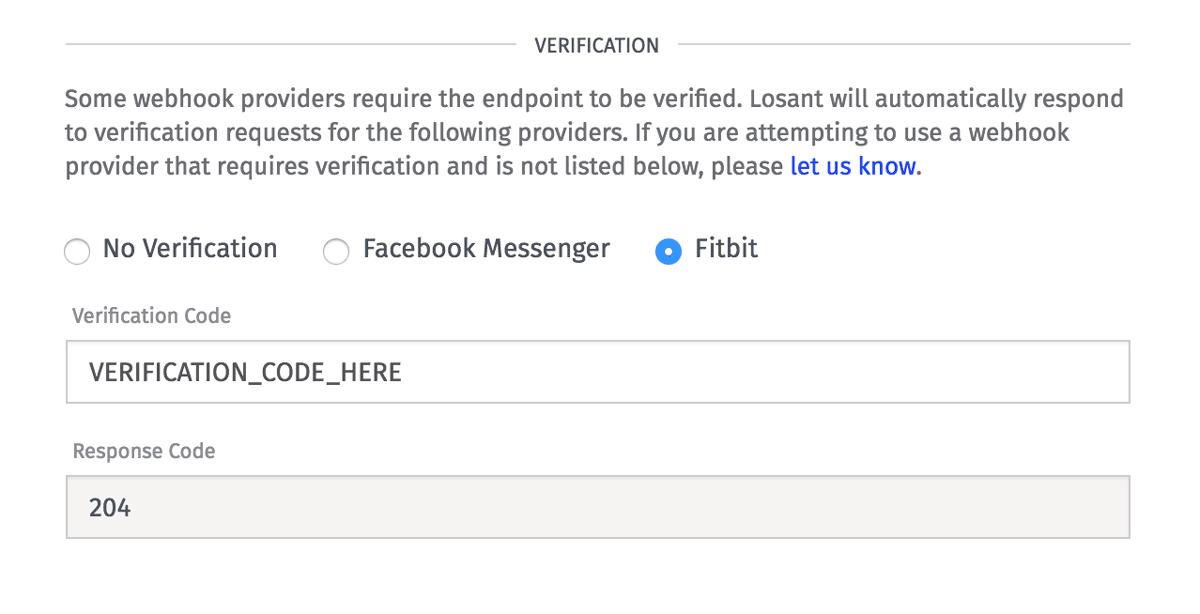 VERIFICATION
Some webhook providers require the endpoint to be verified. Losant will automatically respond
to verification requests for the following providers. If you are attempting to use a webhook
provider that requires verification and is not listed below, please let us know.
No Verification Facebook Messenger Fitbit
Verification Code
VERIFICATION_CODE_HERE
Response Code
204